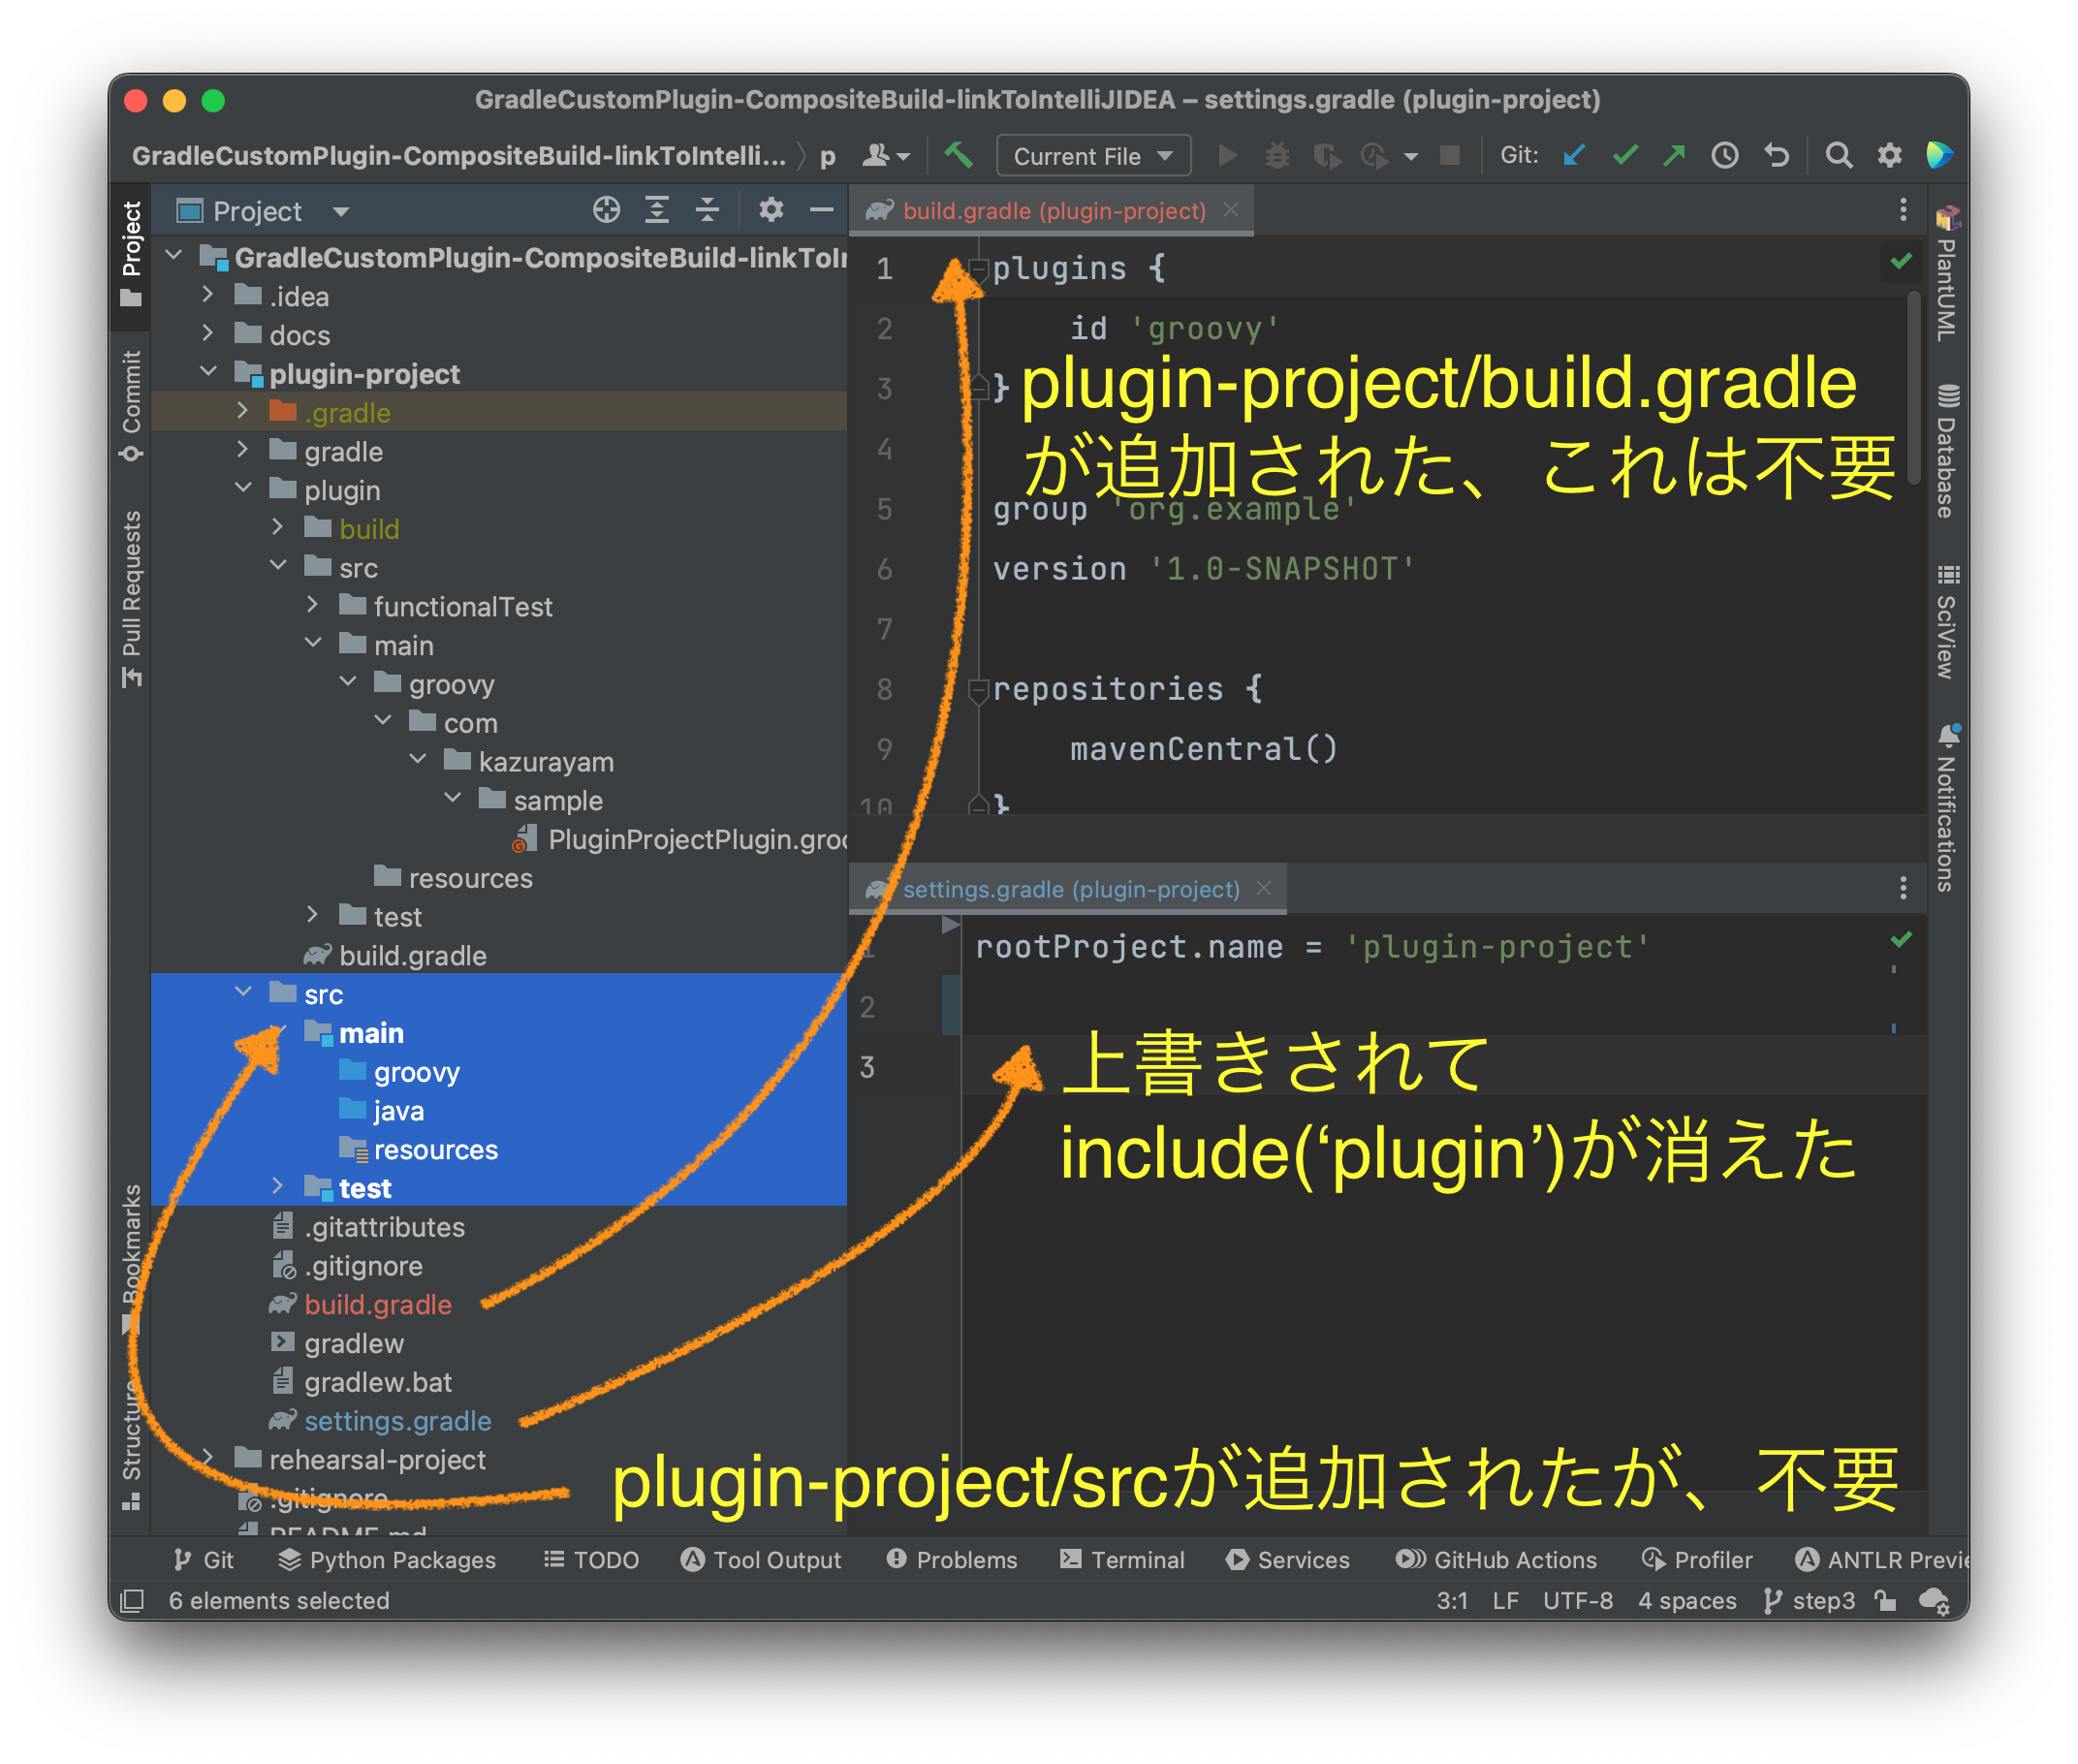 GradleCustomPlugin-CompositeBuild-linkToIntelliJIDEA – settings.gradle (plugin-project)
GradleCustomPlugin-CompositeBuild-linkToIntelli... 〉 p
Current File
Git:
Project
Commit
Pull Requests
Bookmarks
Structure
Project
GradleCustomPlugin-CompositeBuild-linkToIn
.idea
docs
plugin-project
.gradle
gradle
plugin
build
src
functionalTest
main
groovy
com
kazurayam
sample
PluginProjectPlugin.groo
resources
test
build.gradle
src
main
groovy
java
resources
test
.gitattributes
.gitignore
build.gradle
gradlew
gradlew.bat
settings.gradle
rehearsal-project
.gitignore
README.md
build.gradle (plugin-project)
1 plugins {
2 id 'groovy'
3 }
4
5 group 'org.example'
6 version '1.0-SNAPSHOT'
7
8 repositories {
9 mavenCentral()
10 }
plugin-project/build.gradle
が追加された、これは不要
settings.gradle (plugin-project)
1 rootProject.name = 'plugin-project'
2
3
上書きされて
include(‘plugin’)が消えた
plugin-project/srcが追加されたが、不要
PlantUML
Database
SciView
Notifications
Git
Python Packages
TODO
Tool Output
Problems
Terminal
Services
GitHub Actions
Profiler
ANTLR Previe
6 elements selected
3:1 LF UTF-8 4 spaces step3